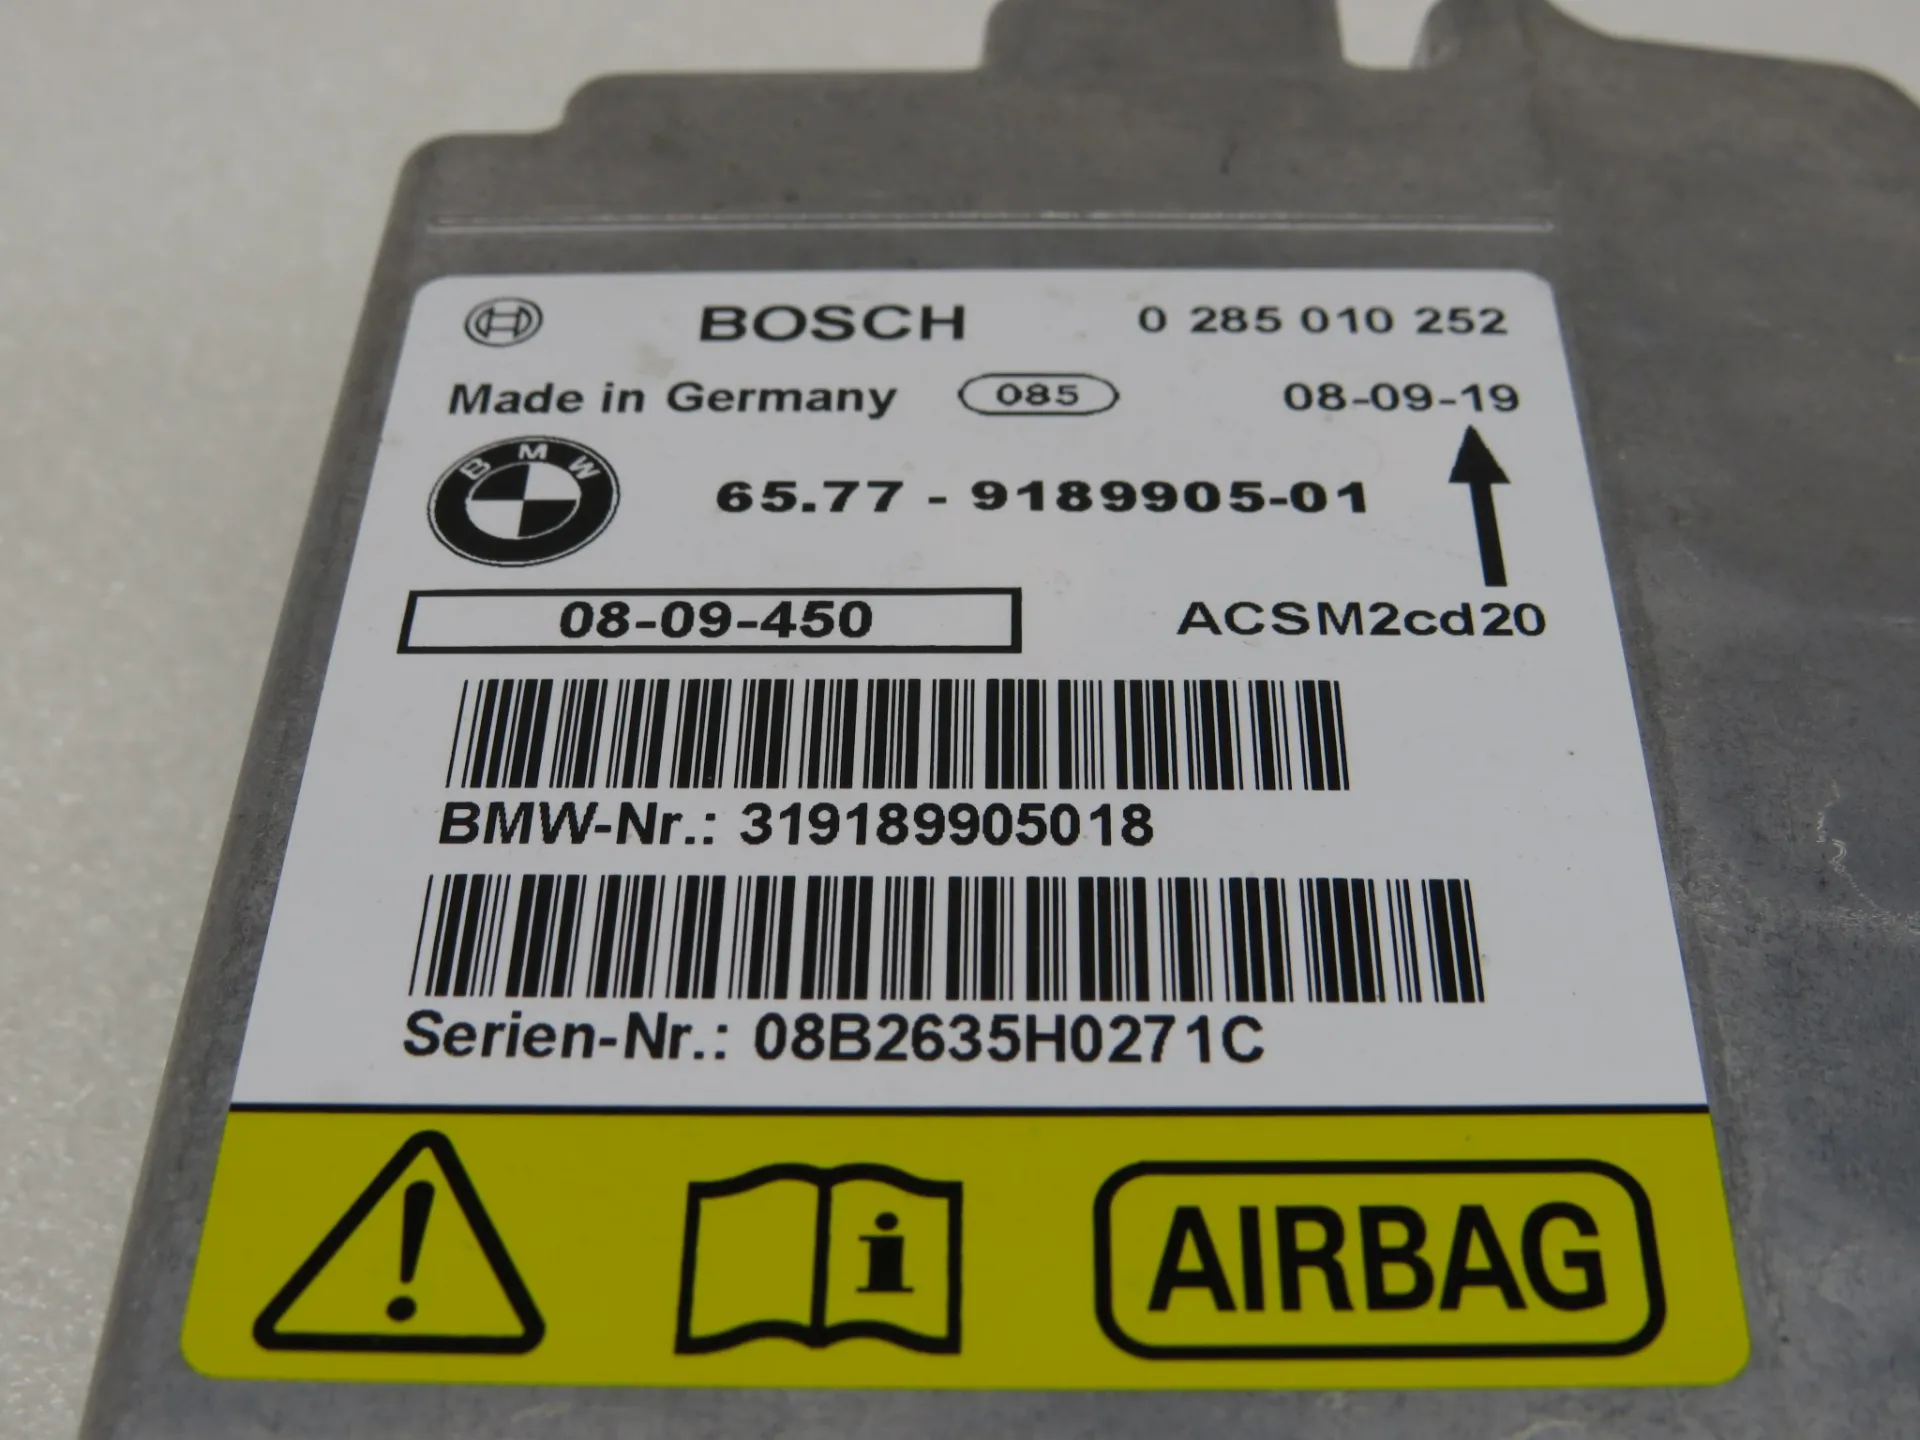 BOSCH 0 285 010 252
Made in Germany 085 08-09-19
BMW 65.77 - 9189905-01
08-09-450 ACSM2cd20
BMW-Nr.: 319189905018
Serien-Nr.: 08B2635H0271C
i AIRBAG